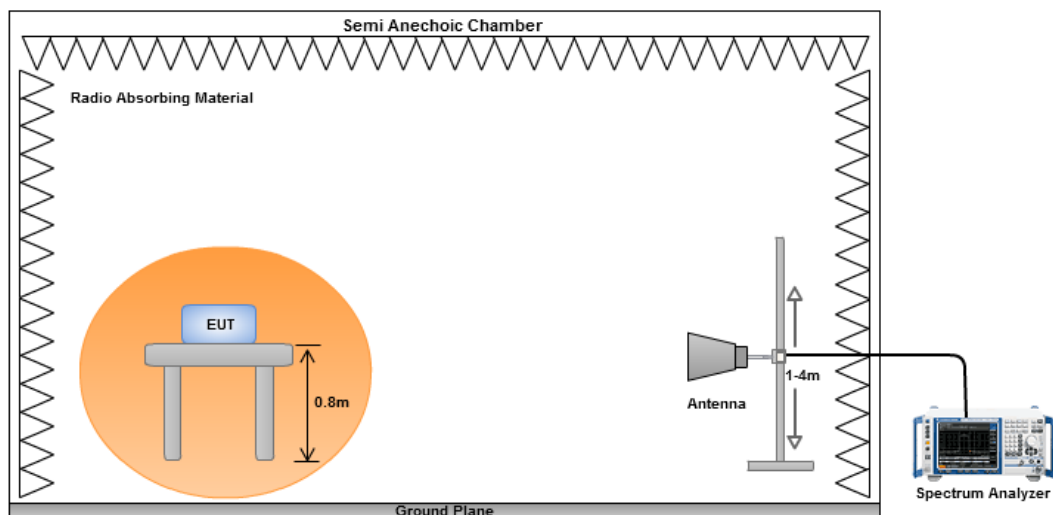 Semi Anechoic Chamber
Radio Absorbing Material
EUT
0.8m
1-4m
Antenna
Spectrum Analyzer
Ground Plane